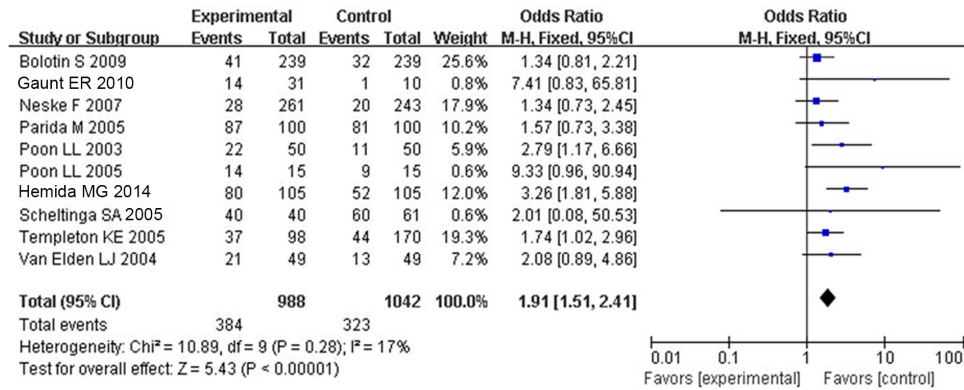 Experimental Control Odds Ratio Odds Ratio
Study or Subgroup Events Total Events Total Weight M-H, Fixed, 95%CI M-H, Fixed, 95%CI
Bolotin S 2009 41 239 32 239 25.6% 1.34 [0.81, 2.21]
Gaunt ER 2010 14 31 1 10 0.8% 7.41 [0.83, 65.81]
Neske F 2007 28 261 20 243 17.9% 1.34 [0.73, 2.45]
Parida M 2005 87 100 81 100 10.2% 1.57 [0.73, 3.38]
Poon LL 2003 22 50 11 50 5.9% 2.79 [1.17, 6.66]
Poon LL 2005 14 15 9 15 0.6% 9.33 [0.96, 90.94]
Hemida MG 2014 80 105 52 105 12.0% 3.26 [1.81, 5.88]
Scheltinga SA 2005 40 40 60 61 0.6% 2.01 [0.08, 50.53]
Templeton KE 2005 37 98 44 170 19.3% 1.74 [1.02, 2.96]
Van Elden LJ 2004 21 49 13 49 7.2% 2.08 [0.89, 4.86]
Total (95% CI) 988 1042 100.0% 1.91 [1.51, 2.41]
Total events 384 323
Heterogeneity: Chi² = 10.89, df = 9 (P = 0.28); I² = 17%
Test for overall effect: Z = 5.43 (P < 0.00001)
0.01 0.1 1 10 100
Favors [experimental] Favors [control]